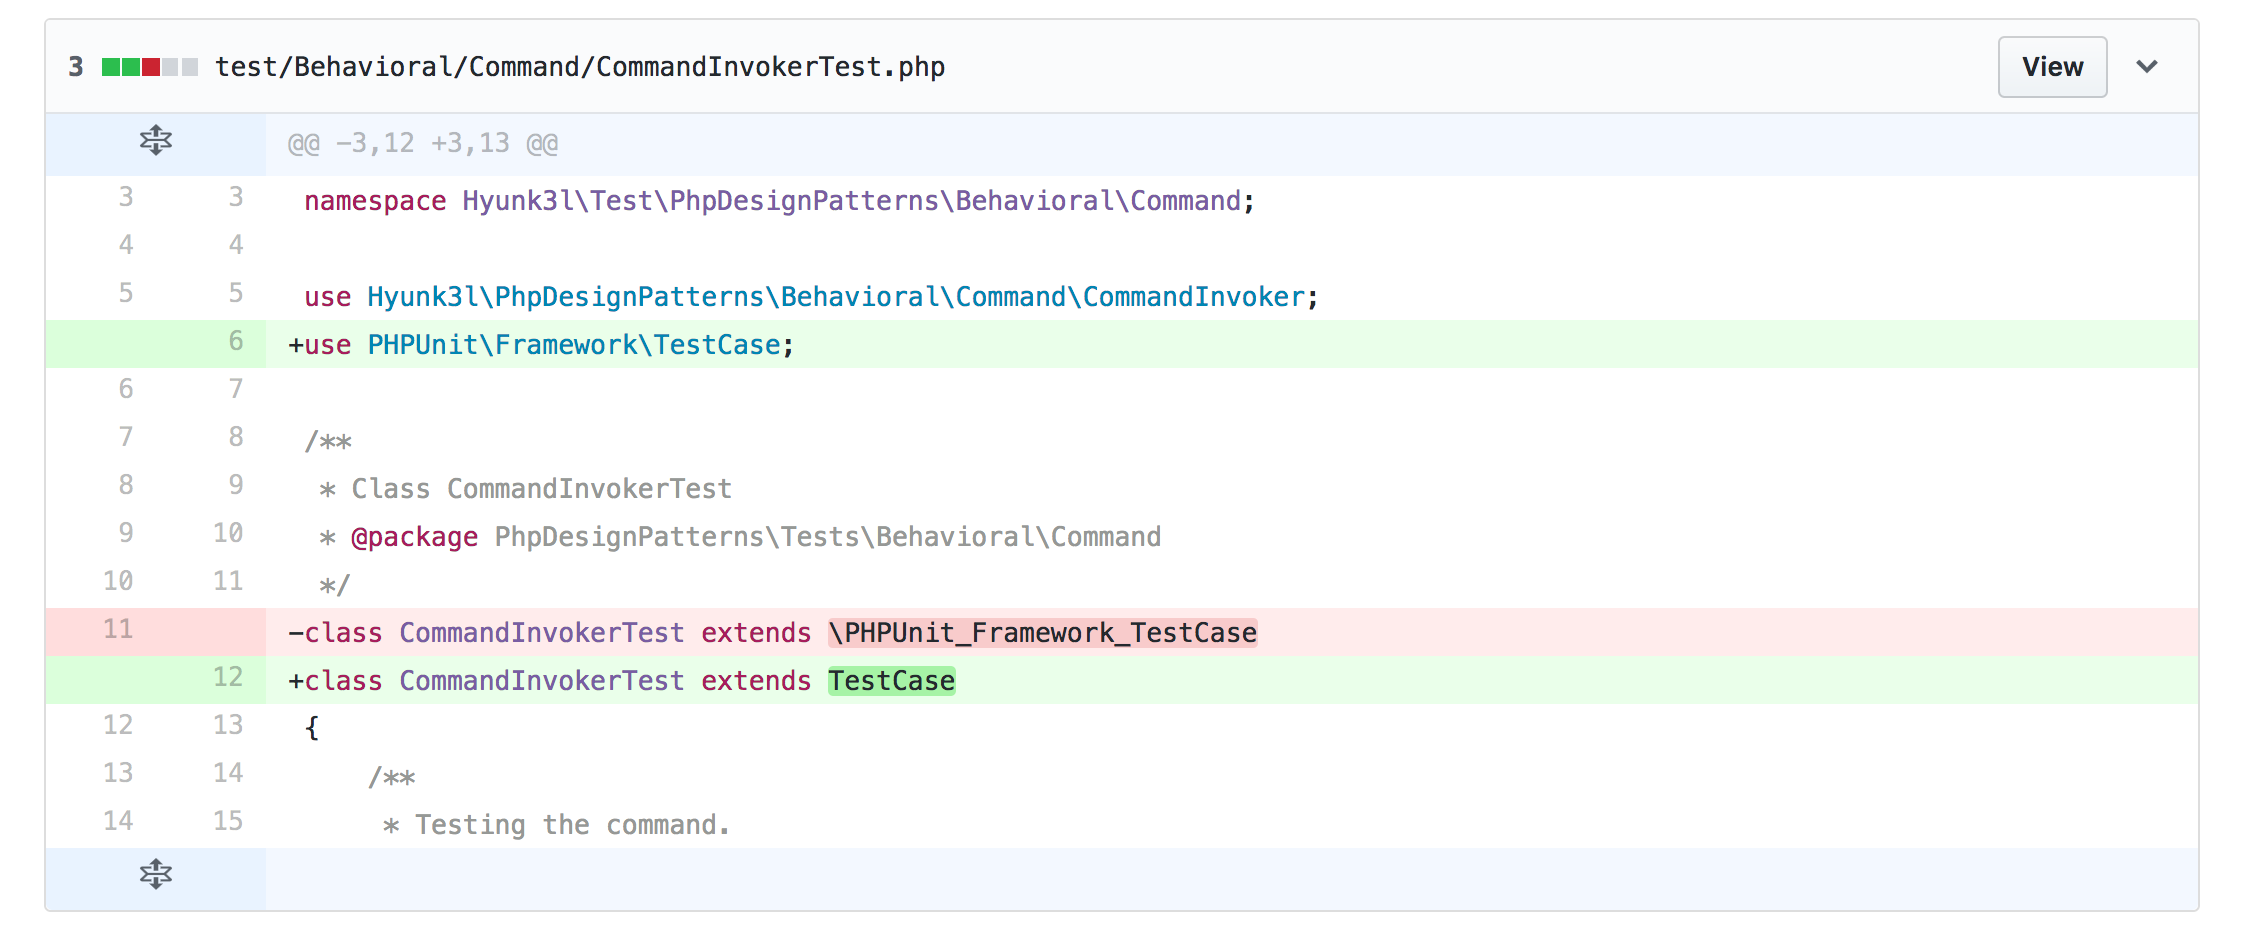 3 test/Behavioral/Command/CommandInvokerTest.php View
@@ -3,12 +3,13 @@
3 3 namespace Hyunk3l\Test\PhpDesignPatterns\Behavioral\Command;
4 4
5 5 use Hyunk3l\PhpDesignPatterns\Behavioral\Command\CommandInvoker;
6 +use PHPUnit\Framework\TestCase;
6 7
7 8 /**
8 9 * Class CommandInvokerTest
9 10 * @package PhpDesignPatterns\Tests\Behavioral\Command
10 11 */
11 -class CommandInvokerTest extends \PHPUnit_Framework_TestCase
12 +class CommandInvokerTest extends TestCase
12 13 {
13 14 /**
14 15 * Testing the command.